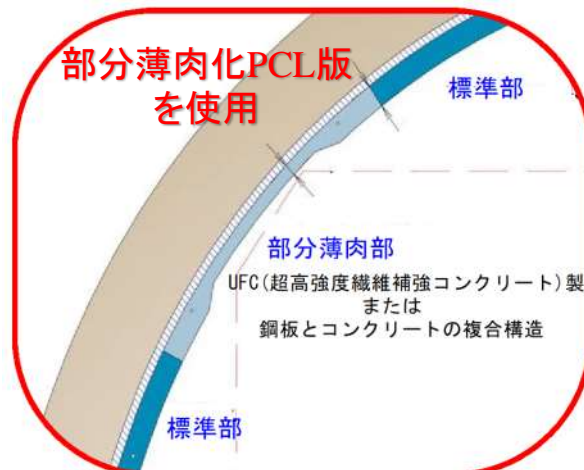 部分薄肉化PCL版
を使用
標準部
部分薄肉部
UFC(超高強度繊維補強コンクリート)製
または
鋼板とコンクリートの複合構造
標準部